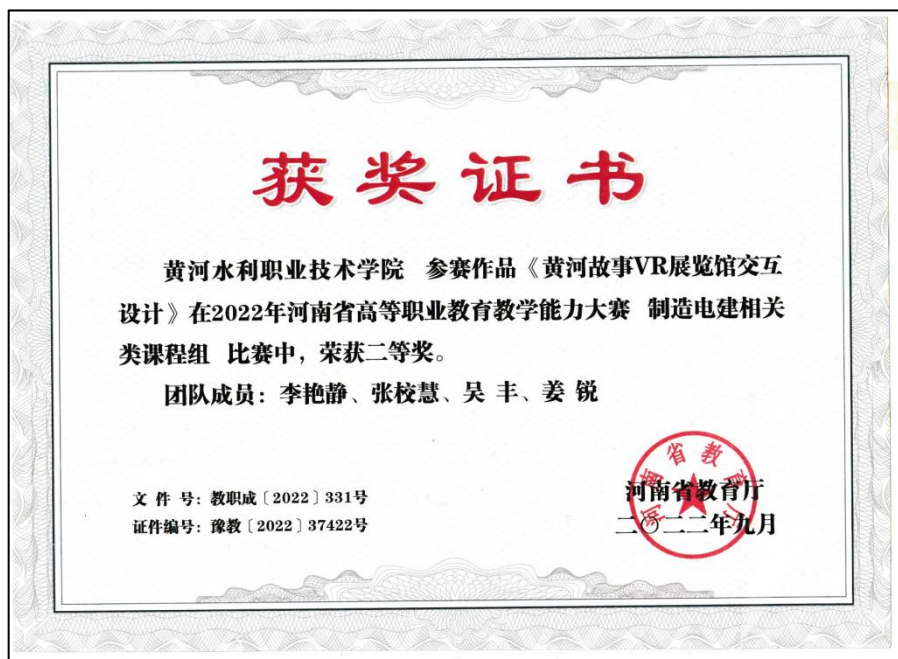 获奖证书
黄河水利职业技术学院 参赛作品《黄河故事VR展览馆交互
设计》在2022年河南省高等职业教育教学能力大赛 制造电建相关
类课程组 比赛中，荣获二等奖。
团队成员：李艳静、张校慧、吴 丰、姜 锐
文 件 号：教职成〔2022〕331号
证件编号：豫教〔2022〕37422号
河南省教育厅
河南省教育厅
二〇二二年九月